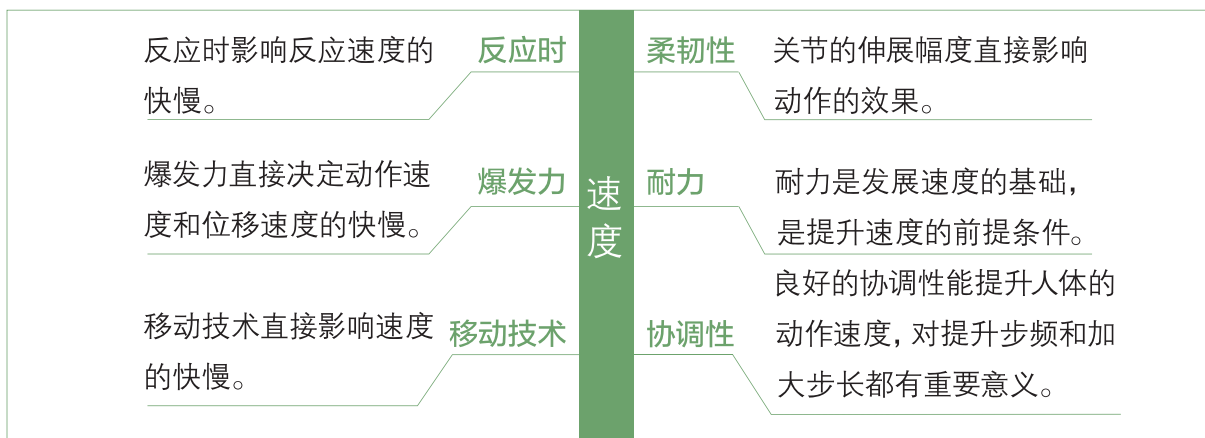 反应时影响反应速度的
快慢。
反应时
爆发力直接决定动作速
度和位移速度的快慢。
爆发力
移动技术直接影响速度
的快慢。
移动技术
速
度
柔韧性
关节的伸展幅度直接影响
动作的效果。
耐力
耐力是发展速度的基础，
是提升速度的前提条件。
协调性
良好的协调性能提升人体的
动作速度，对提升步频和加
大步长都有重要意义。